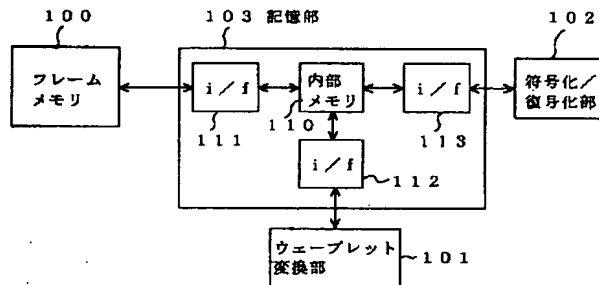 100
フレーム
メモリ
103 記憶部
i/f
111
内部
メモリ
110
i/f
113
i/f
112
102
符号化/
復号化部
ウェーブレット
変換部
101